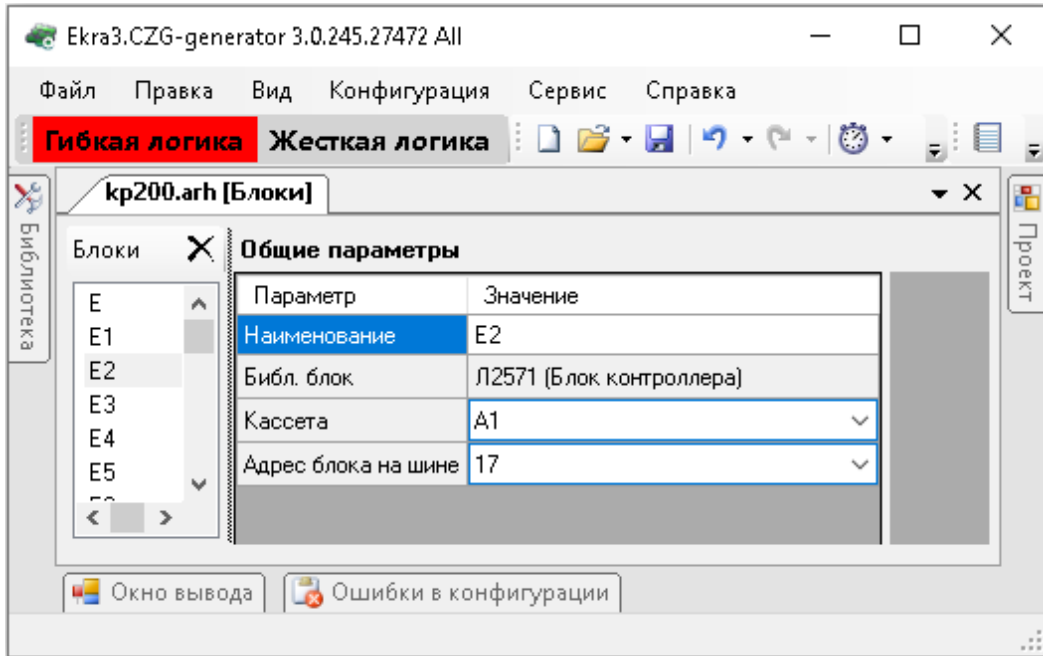 Ekra3.CZG-generator 3.0.245.27472 All
Файл Правка Вид Конфигурация Сервис Справка
Гибкая логика Жесткая логика
kp200.arh [Блоки]
Библиотека
Проект
Блоки
E
E1
E2
E3
E4
E5
Общие параметры
Параметр Значение
Наименование E2
Библ. блок Л2571 (Блок контроллера)
Кассета A1
Адрес блока на шине 17
Окно вывода Ошибки в конфигурации